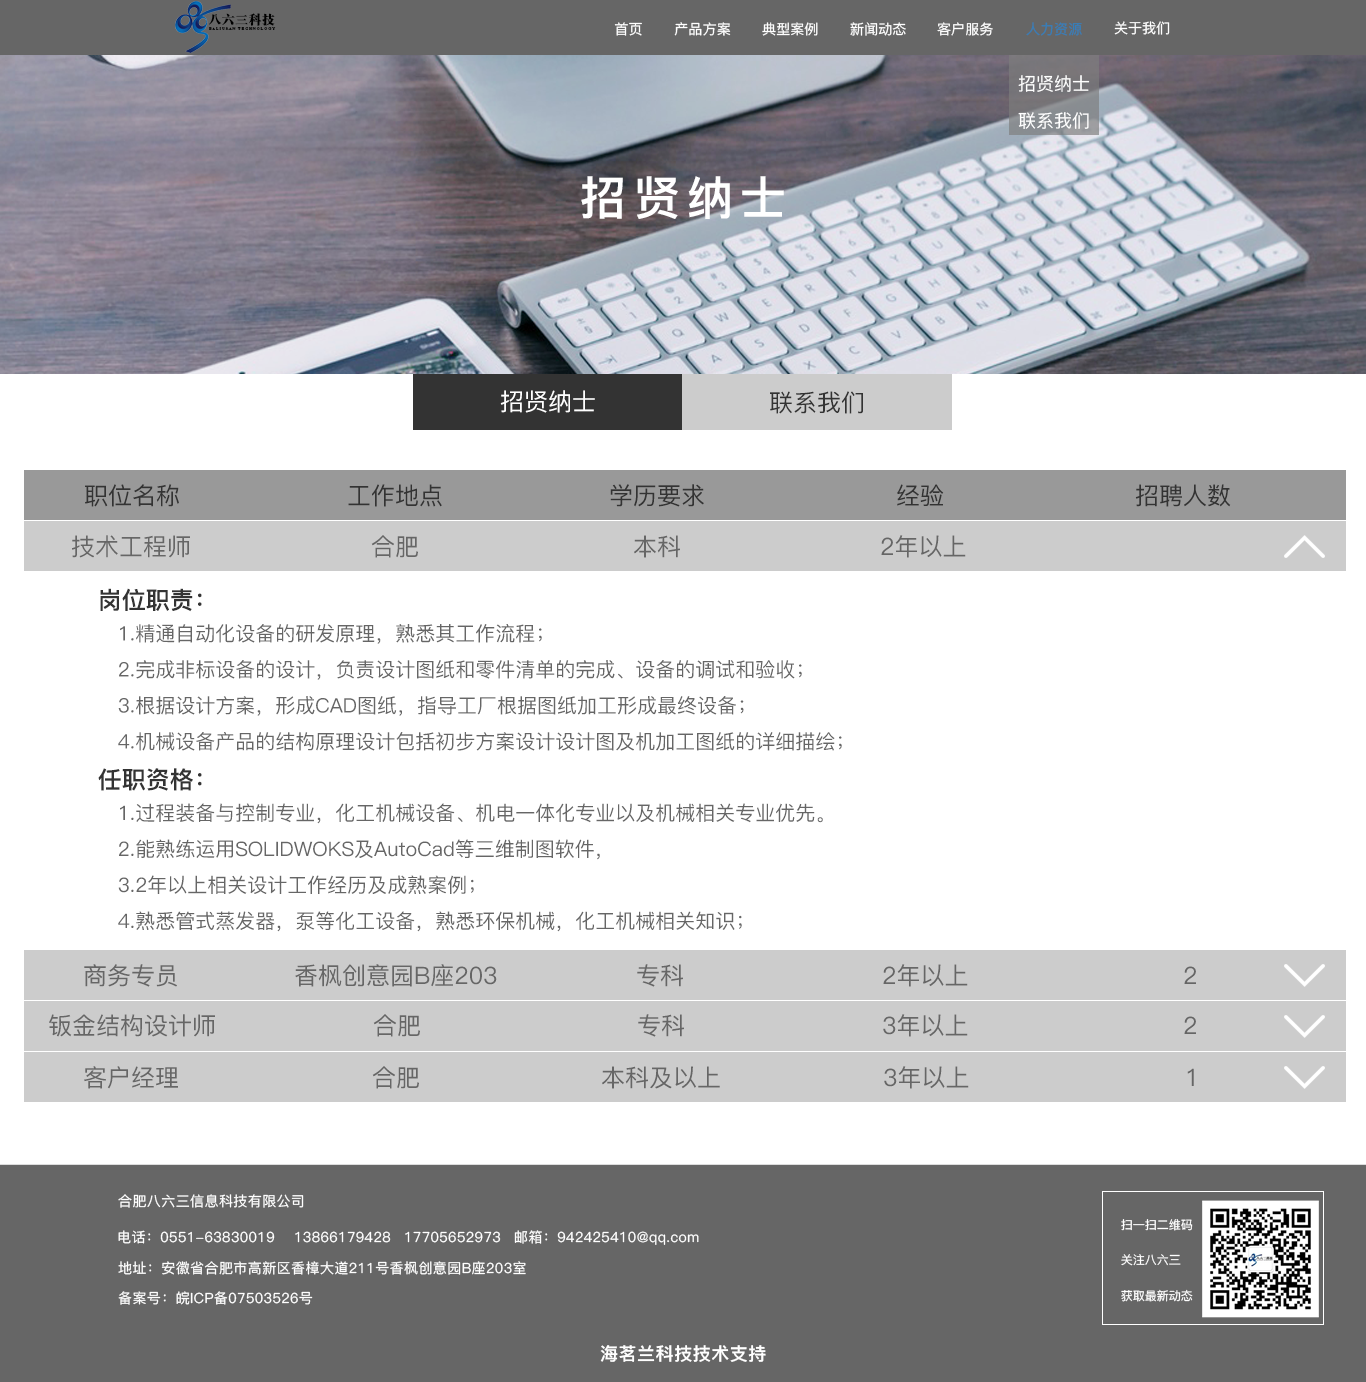 八六三科技
首页 产品方案 典型案例 新闻动态 客户服务 人力资源 关于我们
招贤纳士
联系我们
招贤纳士
招贤纳士 联系我们
职位名称 工作地点 学历要求 经验 招聘人数
技术工程师 合肥 本科 2年以上
岗位职责：
1.精通自动化设备的研发原理，熟悉其工作流程；
2.完成非标设备的设计，负责设计图纸和零件清单的完成、设备的调试和验收；
3.根据设计方案，形成CAD图纸，指导工厂根据图纸加工形成最终设备；
4.机械设备产品的结构原理设计包括初步方案设计设计图及机加工图纸的详细描绘；
任职资格：
1.过程装备与控制专业，化工机械设备、机电一体化专业以及机械相关专业优先。
2.能熟练运用SOLIDWOKS及AutoCad等三维制图软件，
3.2年以上相关设计工作经历及成熟案例；
4.熟悉管式蒸发器，泵等化工设备，熟悉环保机械，化工机械相关知识；
商务专员 香枫创意园B座203 专科 2年以上 2
钣金结构设计师 合肥 专科 3年以上 2
客户经理 合肥 本科及以上 3年以上 1
合肥八六三信息科技有限公司
电话：0551-63830019 13866179428 17705652973 邮箱：942425410@qq.com
地址：安徽省合肥市高新区香樟大道211号香枫创意园B座203室
备案号：皖ICP备07503526号
扫一扫二维码
关注八六三
获取最新动态
海茗兰科技技术支持